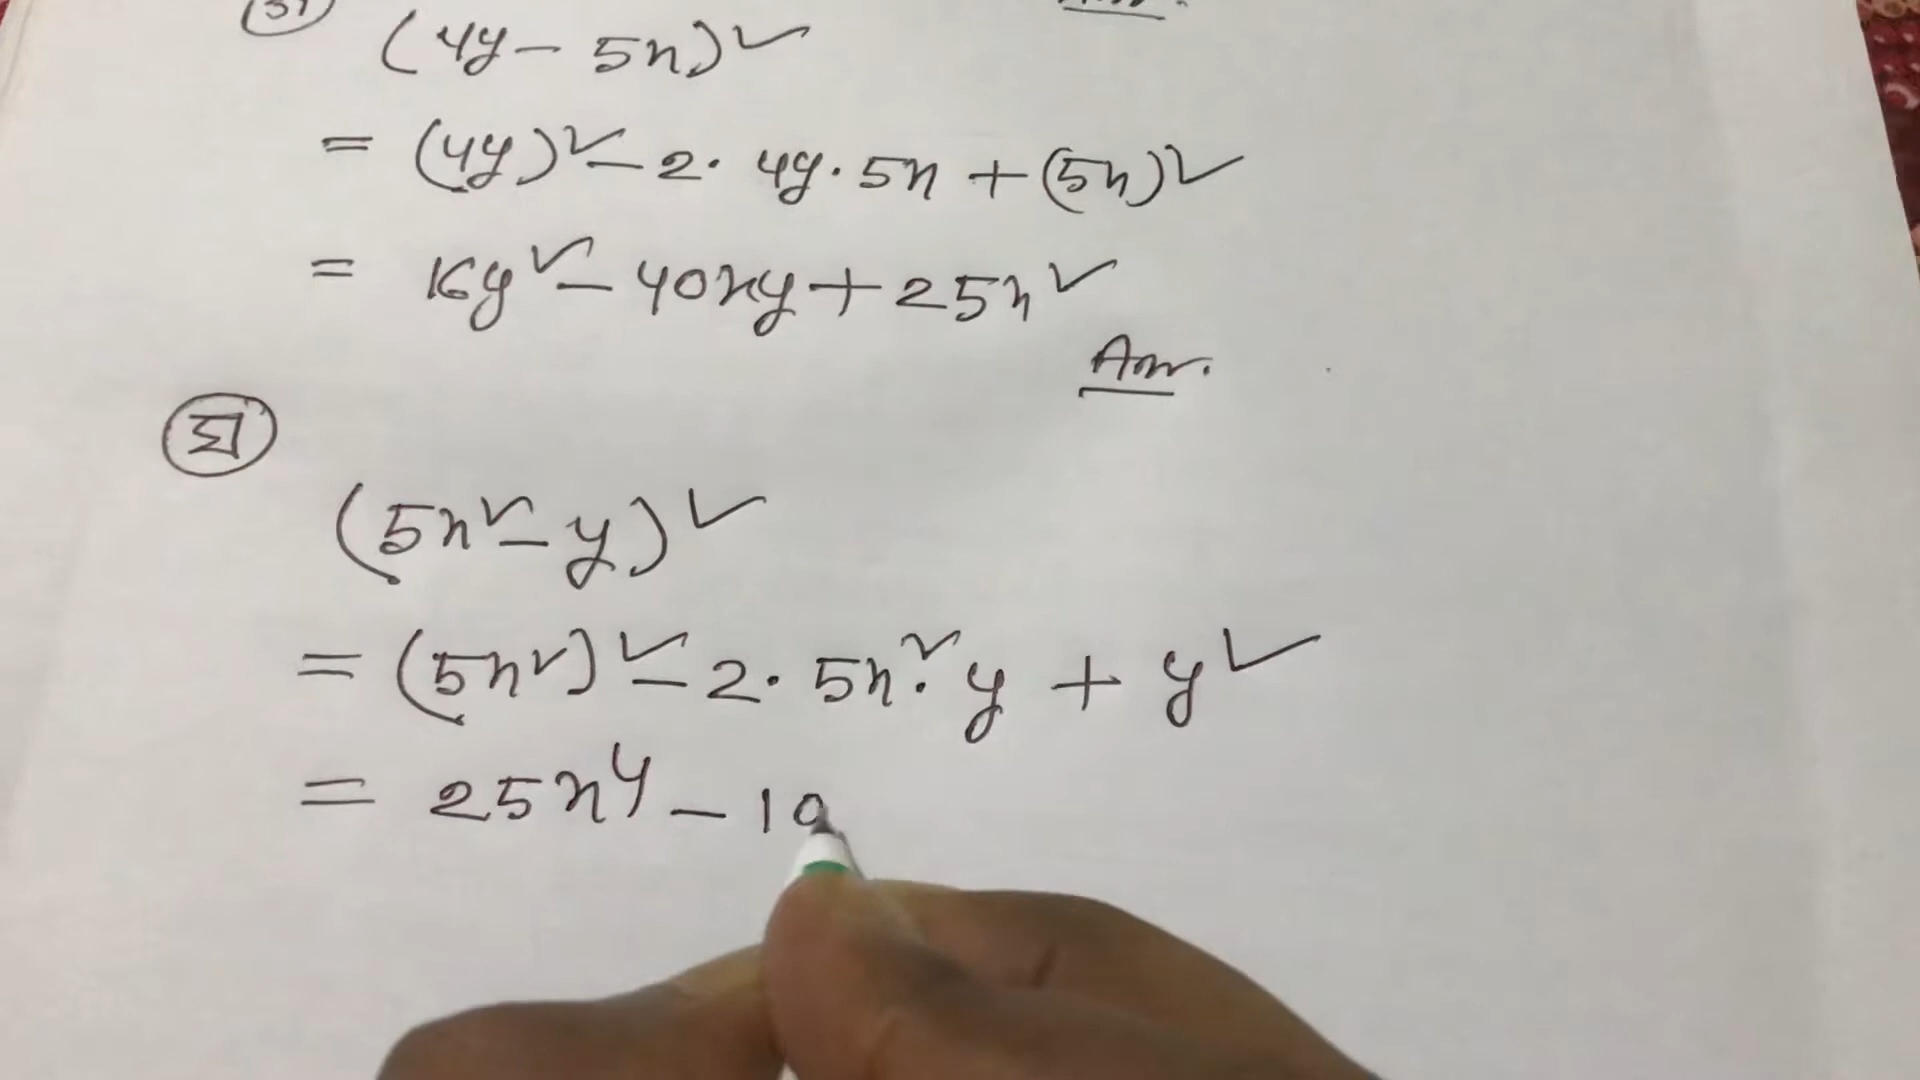 (গ)
(4y - 5x)²
= (4y)² - 2. 4y. 5x + (5x)²
= 16y² - 40xy + 25x²
Ans.
(ঘ)
(5x² - y)²
= (5x²)² - 2. 5x². y + y²
= 25x⁴ - 10